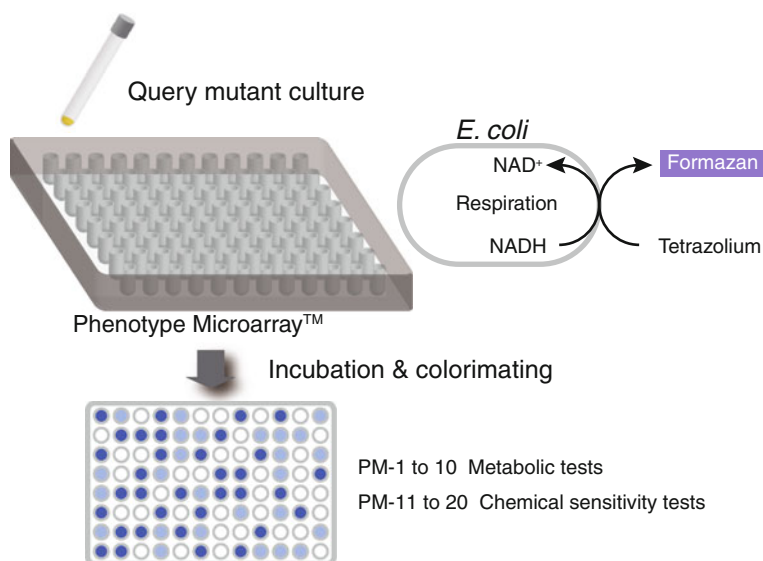 Query mutant culture
E. coli
NAD⁺
Formazan
Respiration
NADH
Tetrazolium
Phenotype Microarray™
Incubation & colorimating
PM-1 to 10 Metabolic tests
PM-11 to 20 Chemical sensitivity tests